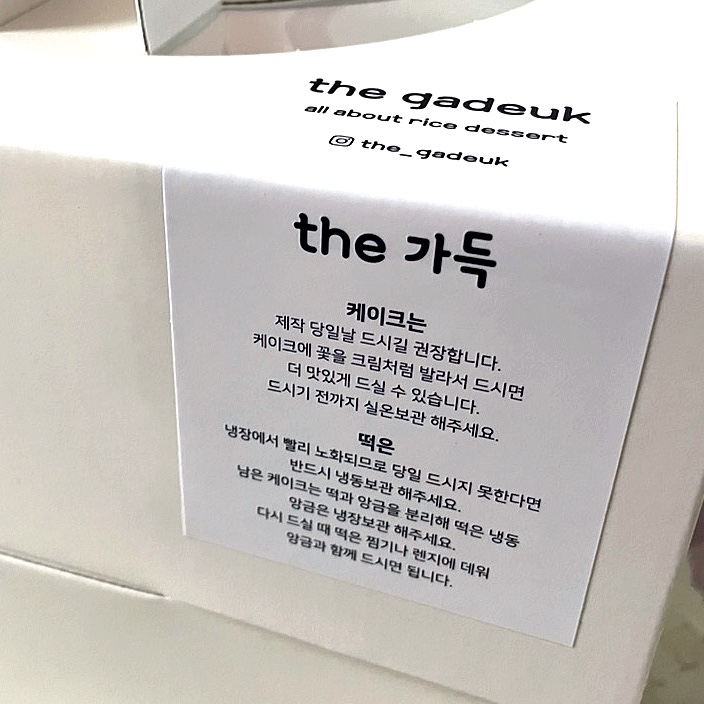 the gadeuk
all about rice dessert
the_gadeuk
the 가득
케이크는
제작 당일날 드시길 권장합니다.
케이크에 꽃을 크림처럼 발라서 드시면
더 맛있게 드실 수 있습니다.
드시기 전까지 실온보관 해주세요.
떡은
냉장에서 빨리 노화되므로 당일 드시지 못한다면
반드시 냉동보관 해주세요.
남은 케이크는 떡과 앙금을 분리해 떡은 냉동
앙금은 냉장보관 해주세요.
다시 드실 때 떡은 찜기나 렌지에 데워
앙금과 함께 드시면 됩니다.